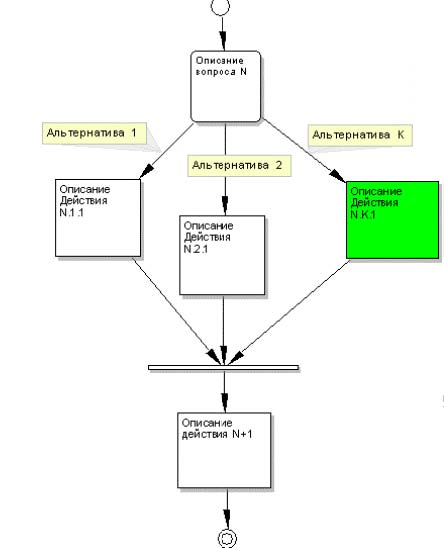 Описание
вопроса N
Альтернатива 1
Альтернатива К
Альтернатива 2
Описание
Действия
N.1.1
Описание
Действия
N.K.1
Описание
Действия
N.2.1
Описание
действия N+1